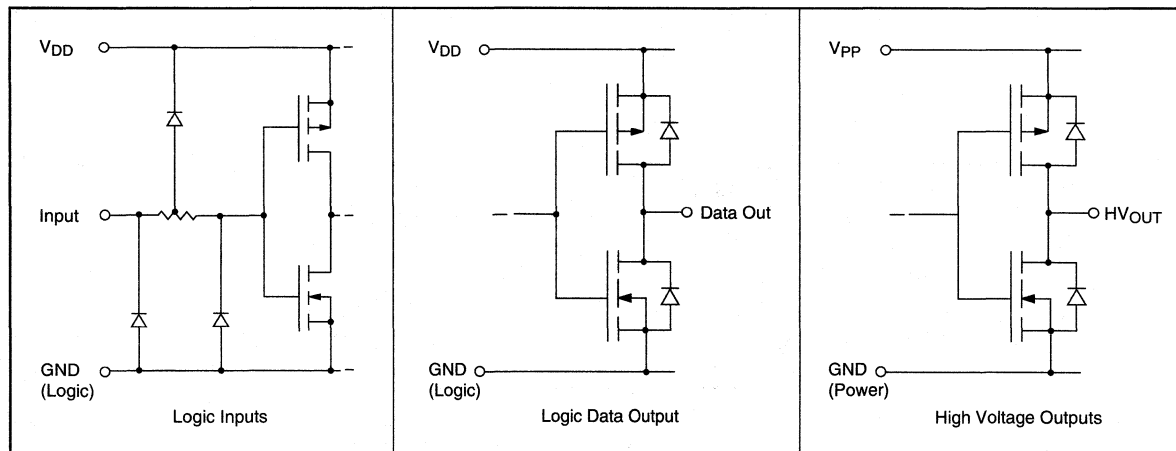 VDD
Input
GND
(Logic)
Logic Inputs
VDD
Data Out
GND
(Logic)
Logic Data Output
VPP
HVOUT
GND
(Power)
High Voltage Outputs